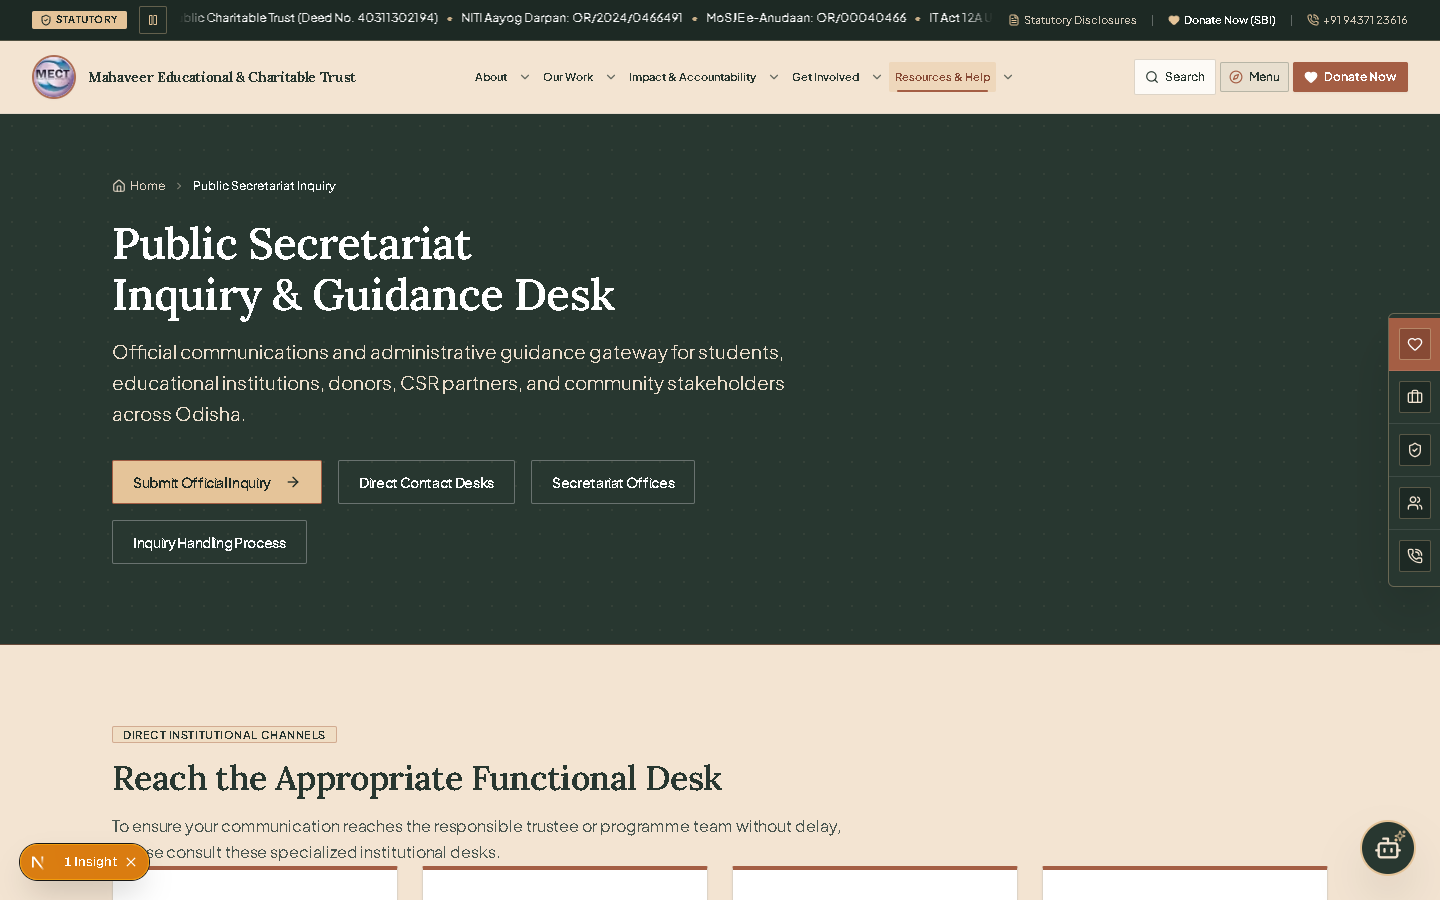 STATUTORY
Charitable Trust (Deed No. 40311302194) • NITI Aayog Darpan: OR/2024/0466491 • MoSJE e-Anudaan: OR/00040466 • IT Act 12A
Statutory Disclosures
Donate Now (SBI)
+91 94371 23616
MECT
Mahaveer Educational & Charitable Trust
About
Our Work
Impact & Accountability
Get Involved
Resources & Help
Search
Menu
Donate Now
Home
Public Secretariat Inquiry
Public Secretariat
Inquiry & Guidance Desk
Official communications and administrative guidance gateway for students,
educational institutions, donors, CSR partners, and community stakeholders
across Odisha.
Submit Official Inquiry
Direct Contact Desks
Secretariat Offices
Inquiry Handling Process
DIRECT INSTITUTIONAL CHANNELS
Reach the Appropriate Functional Desk
To ensure your communication reaches the responsible trustee or programme team without delay,
consult these specialized institutional desks.
N
1 Insight